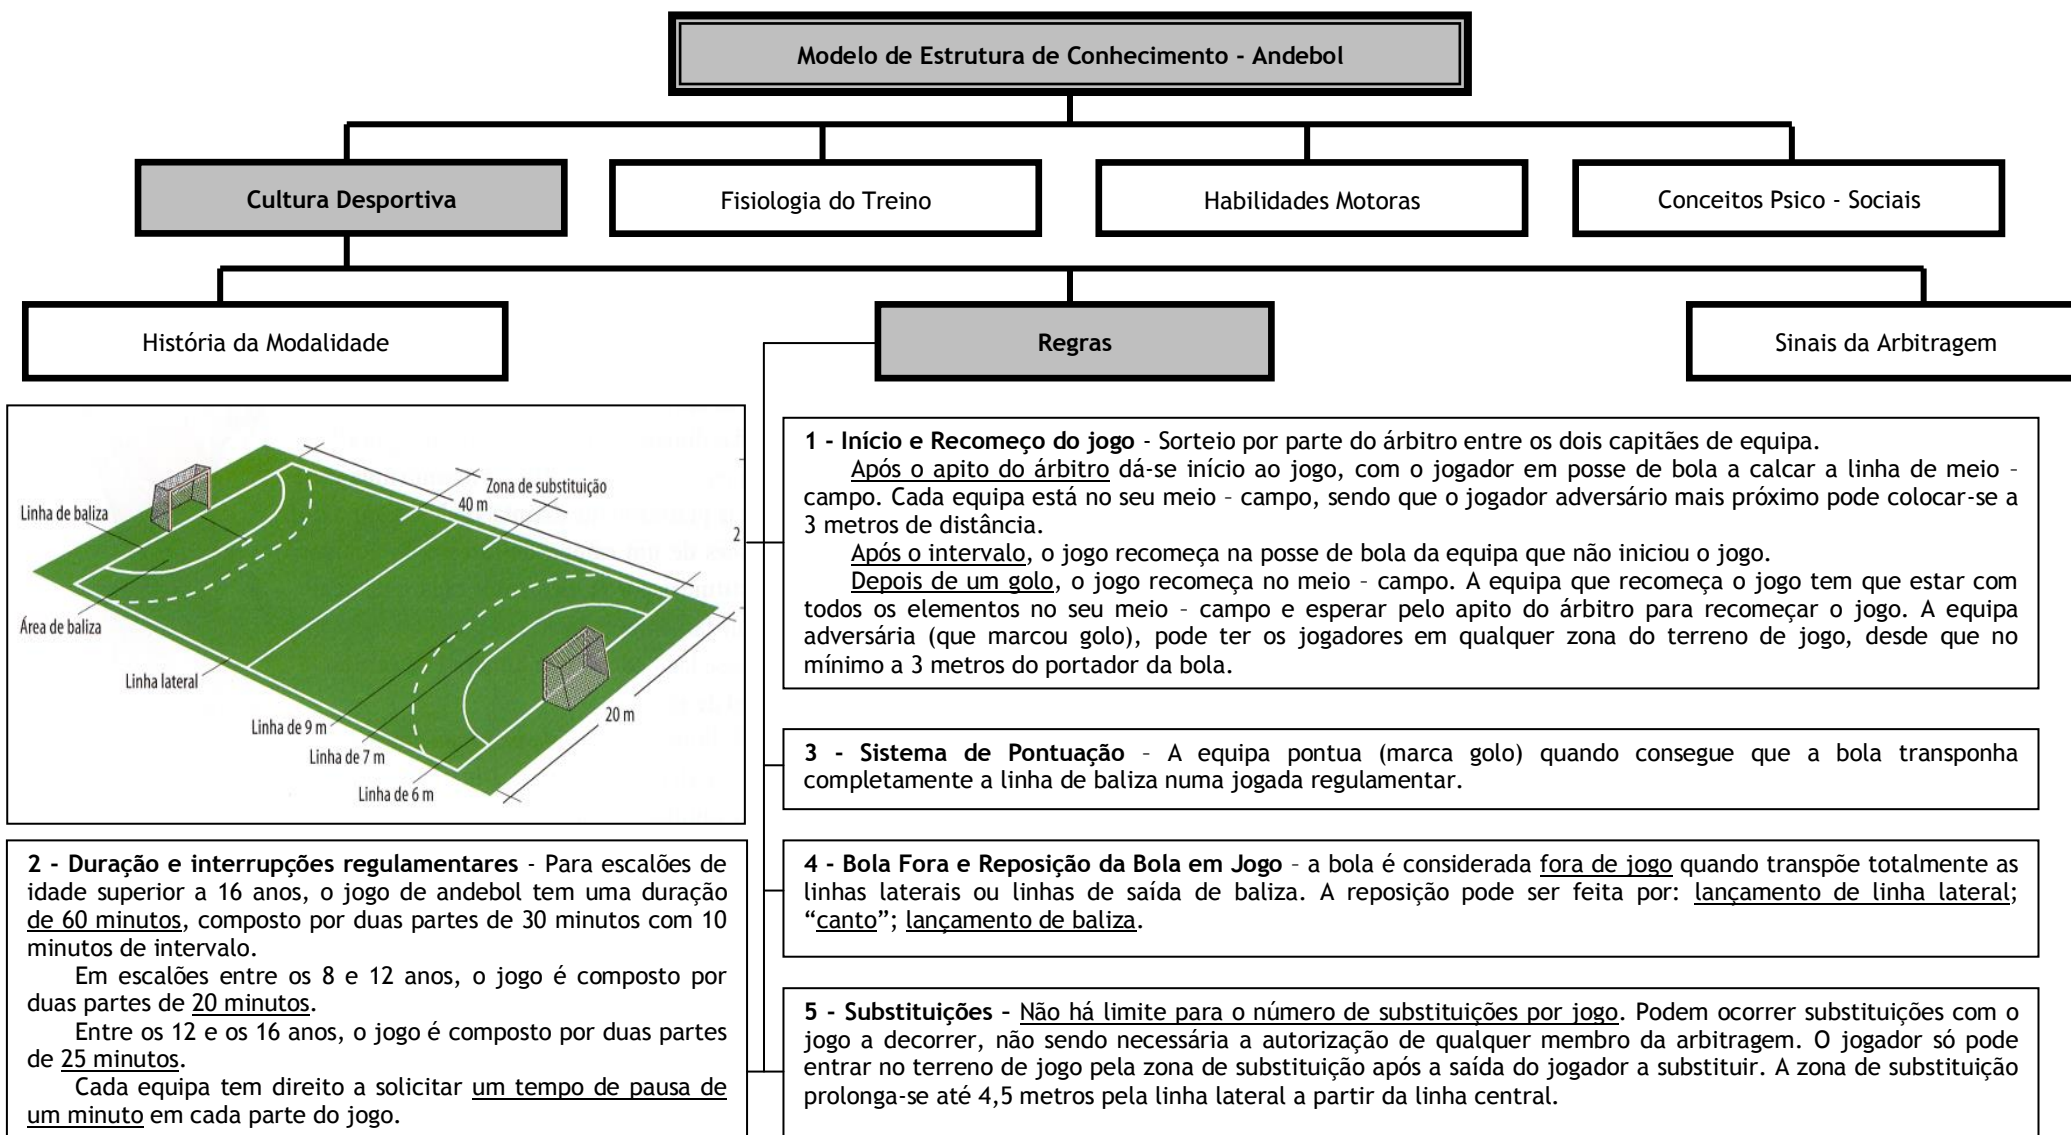 Modelo de Estrutura de Conhecimento - Andebol
Cultura Desportiva
Fisiologia do Treino
Habilidades Motoras
Conceitos Psico - Sociais
História da Modalidade
Regras
Sinais da Arbitragem
Zona de substituição
40 m
Linha de baliza
2
Área de baliza
Linha lateral
Linha de 9 m
Linha de 7 m
Linha de 6 m
20 m
1 - Início e Recomeço do jogo - Sorteio por parte do árbitro entre os dois capitães de equipa.
Após o apito do árbitro dá-se início ao jogo, com o jogador em posse de bola a calcar a linha de meio –
campo. Cada equipa está no seu meio – campo, sendo que o jogador adversário mais próximo pode colocar-se a
3 metros de distância.
Após o intervalo, o jogo recomeça na posse de bola da equipa que não iniciou o jogo.
Depois de um golo, o jogo recomeça no meio – campo. A equipa que recomeça o jogo tem que estar com
todos os elementos no seu meio – campo e esperar pelo apito do árbitro para recomeçar o jogo. A equipa
adversária (que marcou golo), pode ter os jogadores em qualquer zona do terreno de jogo, desde que no
mínimo a 3 metros do portador da bola.
3 - Sistema de Pontuação – A equipa pontua (marca golo) quando consegue que a bola transponha
completamente a linha de baliza numa jogada regulamentar.
2 - Duração e interrupções regulamentares - Para escalões de
idade superior a 16 anos, o jogo de andebol tem uma duração
de 60 minutos, composto por duas partes de 30 minutos com 10
minutos de intervalo.
Em escalões entre os 8 e 12 anos, o jogo é composto por
duas partes de 20 minutos.
Entre os 12 e os 16 anos, o jogo é composto por duas partes
de 25 minutos.
Cada equipa tem direito a solicitar um tempo de pausa de
um minuto em cada parte do jogo.
4 - Bola Fora e Reposição da Bola em Jogo – a bola é considerada fora de jogo quando transpõe totalmente as
linhas laterais ou linhas de saída de baliza. A reposição pode ser feita por: lançamento de linha lateral;
“canto”; lançamento de baliza.
5 - Substituições – Não há limite para o número de substituições por jogo. Podem ocorrer substituições com o
jogo a decorrer, não sendo necessária a autorização de qualquer membro da arbitragem. O jogador só pode
entrar no terreno de jogo pela zona de substituição após a saída do jogador a substituir. A zona de substituição
prolonga-se até 4,5 metros pela linha lateral a partir da linha central.